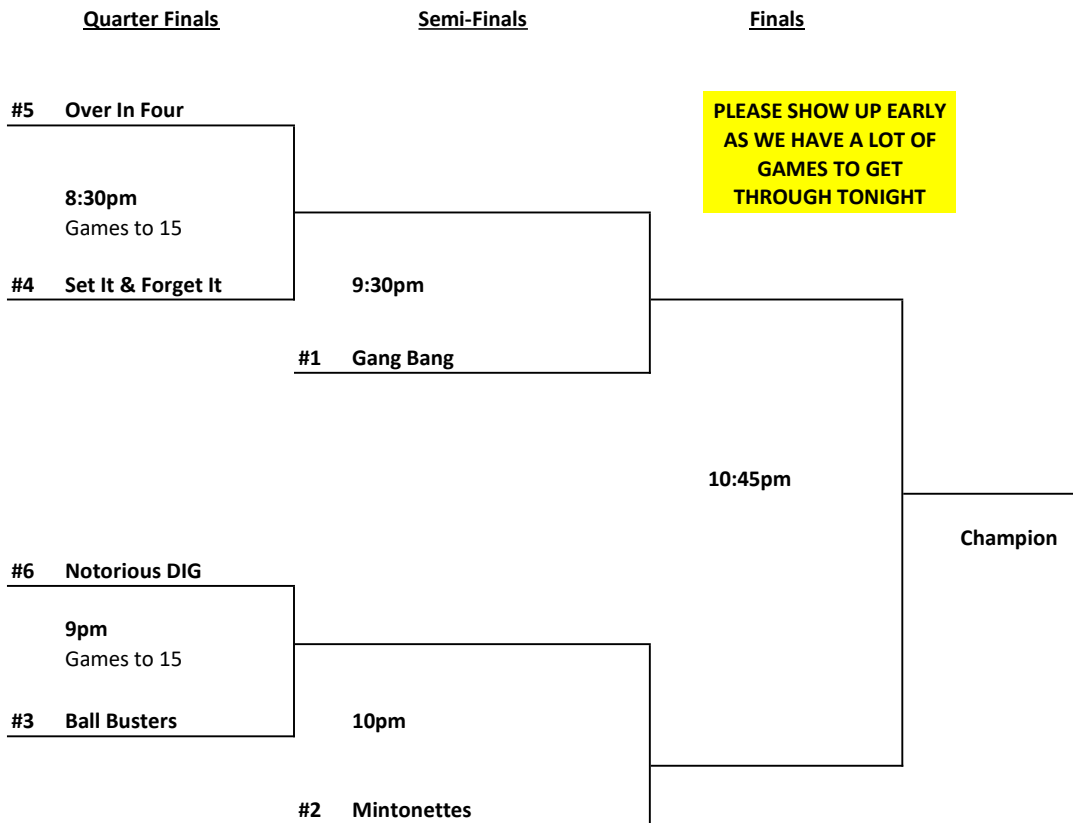 Quarter Finals Semi-Finals Finals
#5 Over In Four
PLEASE SHOW UP EARLY
AS WE HAVE A LOT OF
GAMES TO GET
THROUGH TONIGHT
8:30pm
Games to 15
#4 Set It & Forget It
9:30pm
#1 Gang Bang
10:45pm
Champion
#6 Notorious DIG
9pm
Games to 15
#3 Ball Busters
10pm
#2 Mintonettes